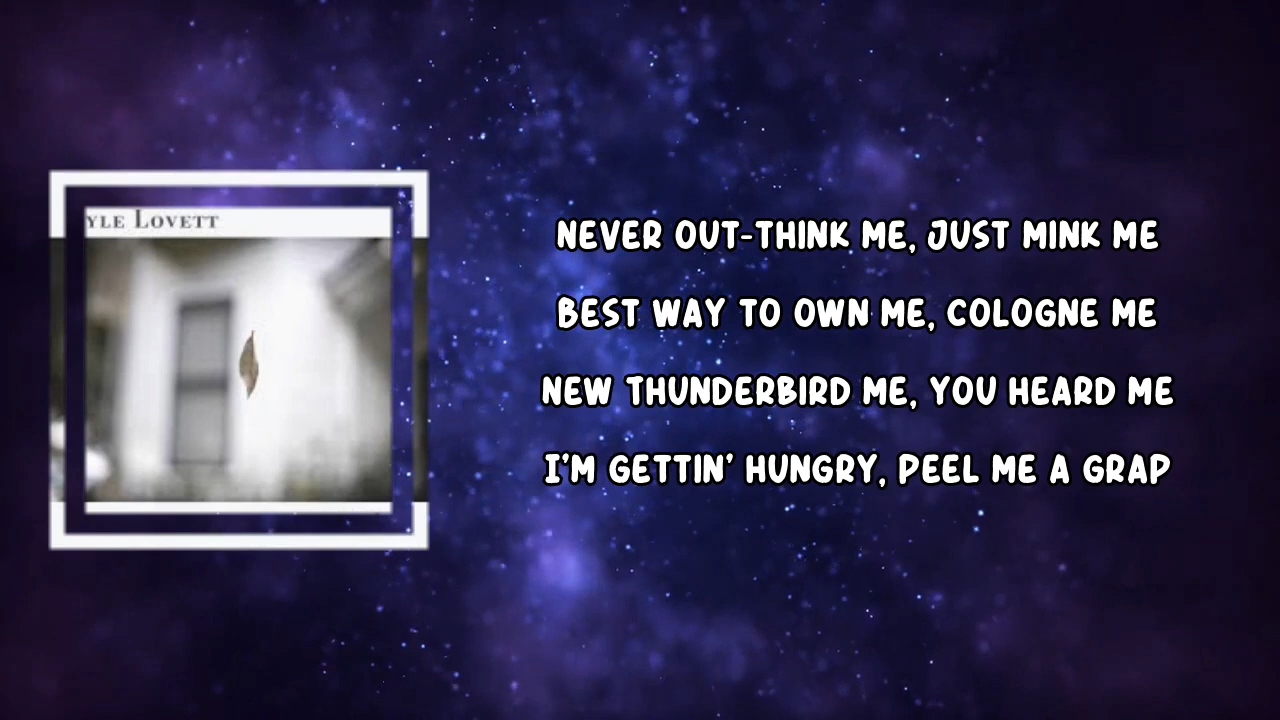 YLE LOVETT
NEVER OUT-THINK ME, JUST MINK ME
BEST WAY TO OWN ME, COLOGNE ME
NEW THUNDERBIRD ME, YOU HEARD ME
I'M GETTIN' HUNGRY, PEEL ME A GRAP